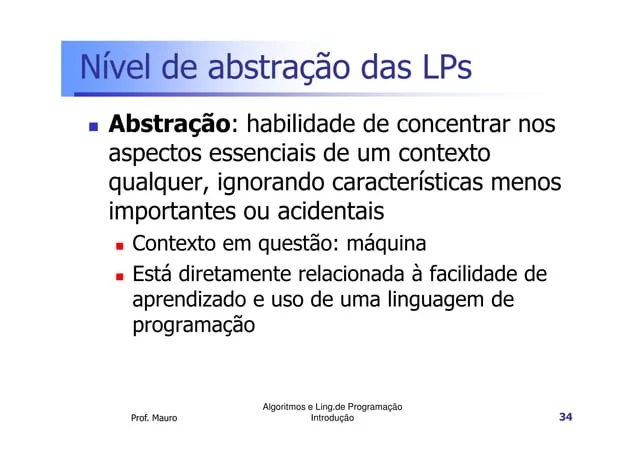 Nível de abstração das LPs
Abstração: habilidade de concentrar nos
aspectos essenciais de um contexto
qualquer, ignorando características menos
importantes ou acidentais
Contexto em questão: máquina
Está diretamente relacionada à facilidade de
aprendizado e uso de uma linguagem de
programação
Prof. Mauro
Algoritmos e Ling.de Programação
Introdução
34